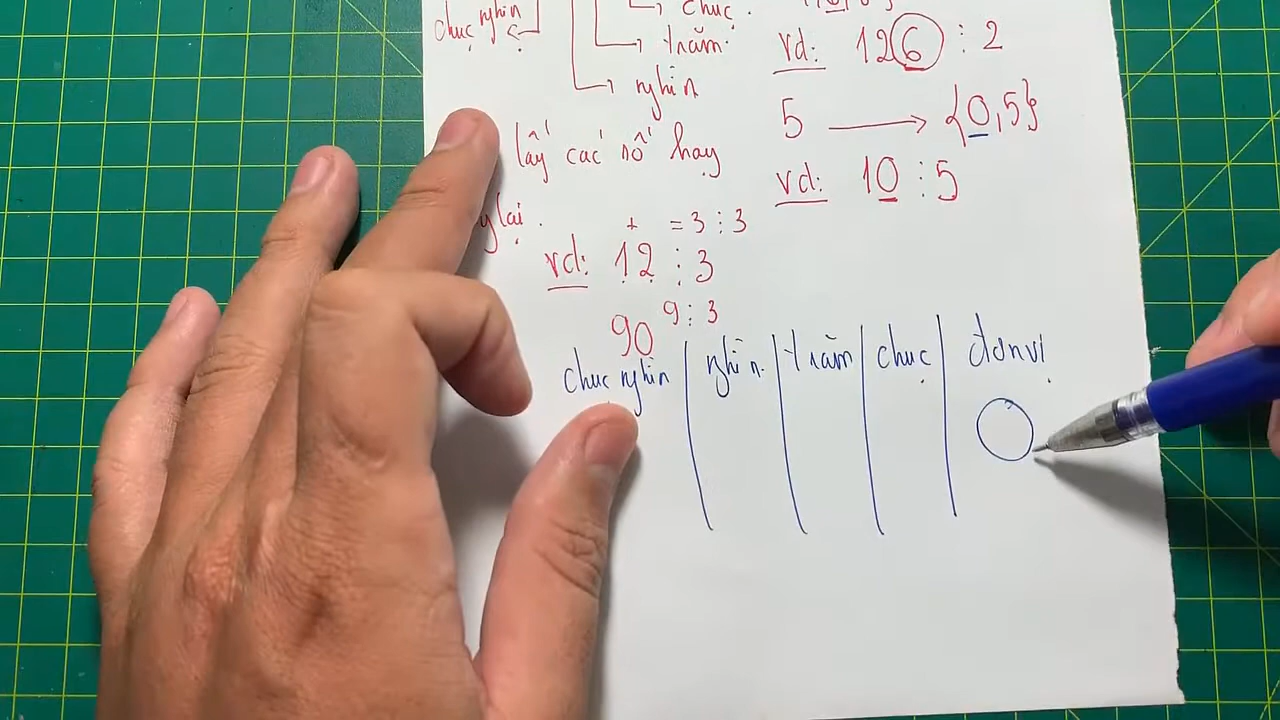 chục nghìn
chục.
trăm.
nghìn
lấy các số hay
lại.
+ = 3 ⋮ 3
vd: 12 ⋮ 3
9 ⋮ 3
90
vd: 126 ⋮ 2
5 → {0,5}
vd: 10 ⋮ 5
chục nghìn | nghìn. | trăm | chục | đơn vị